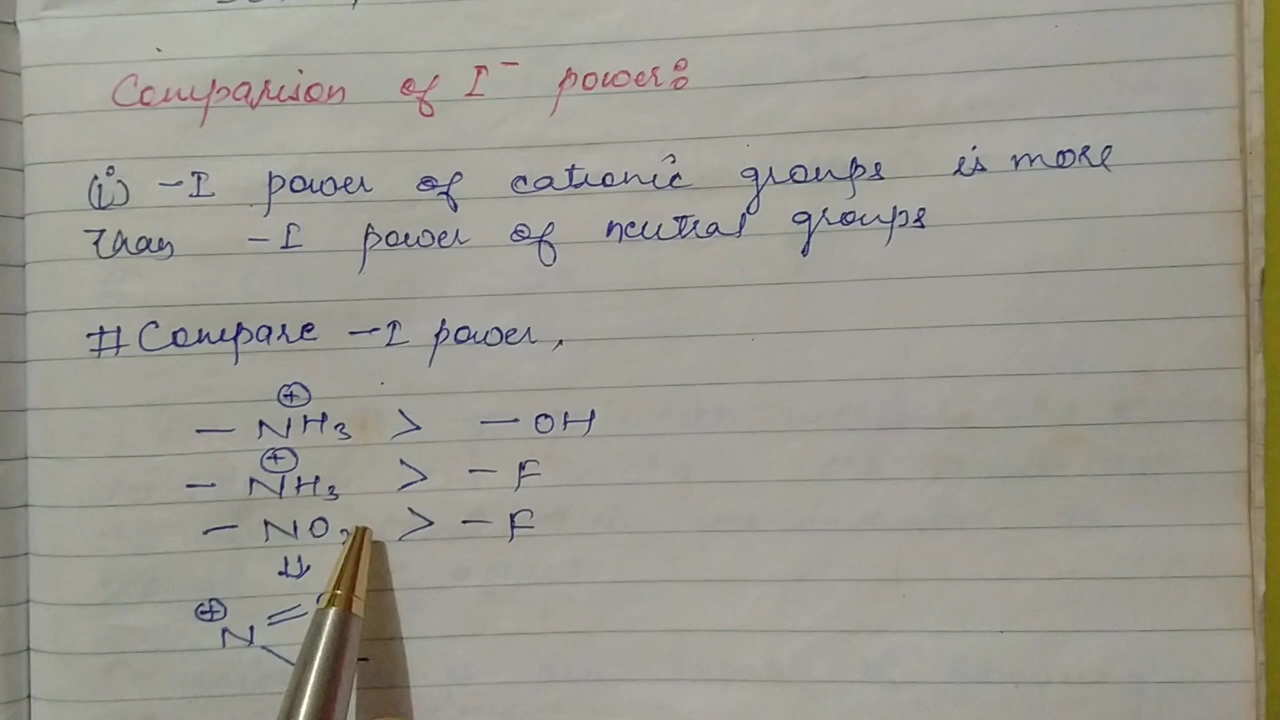 Comparison of I⁻ power:
(i) -I power of cationic groups is more
than -I power of neutral groups
# Compare -I power,
⊕
- NH₃ > - OH
⊕
- NH₃ > - F
- NO₂ > - F
⇓
⊕
N =